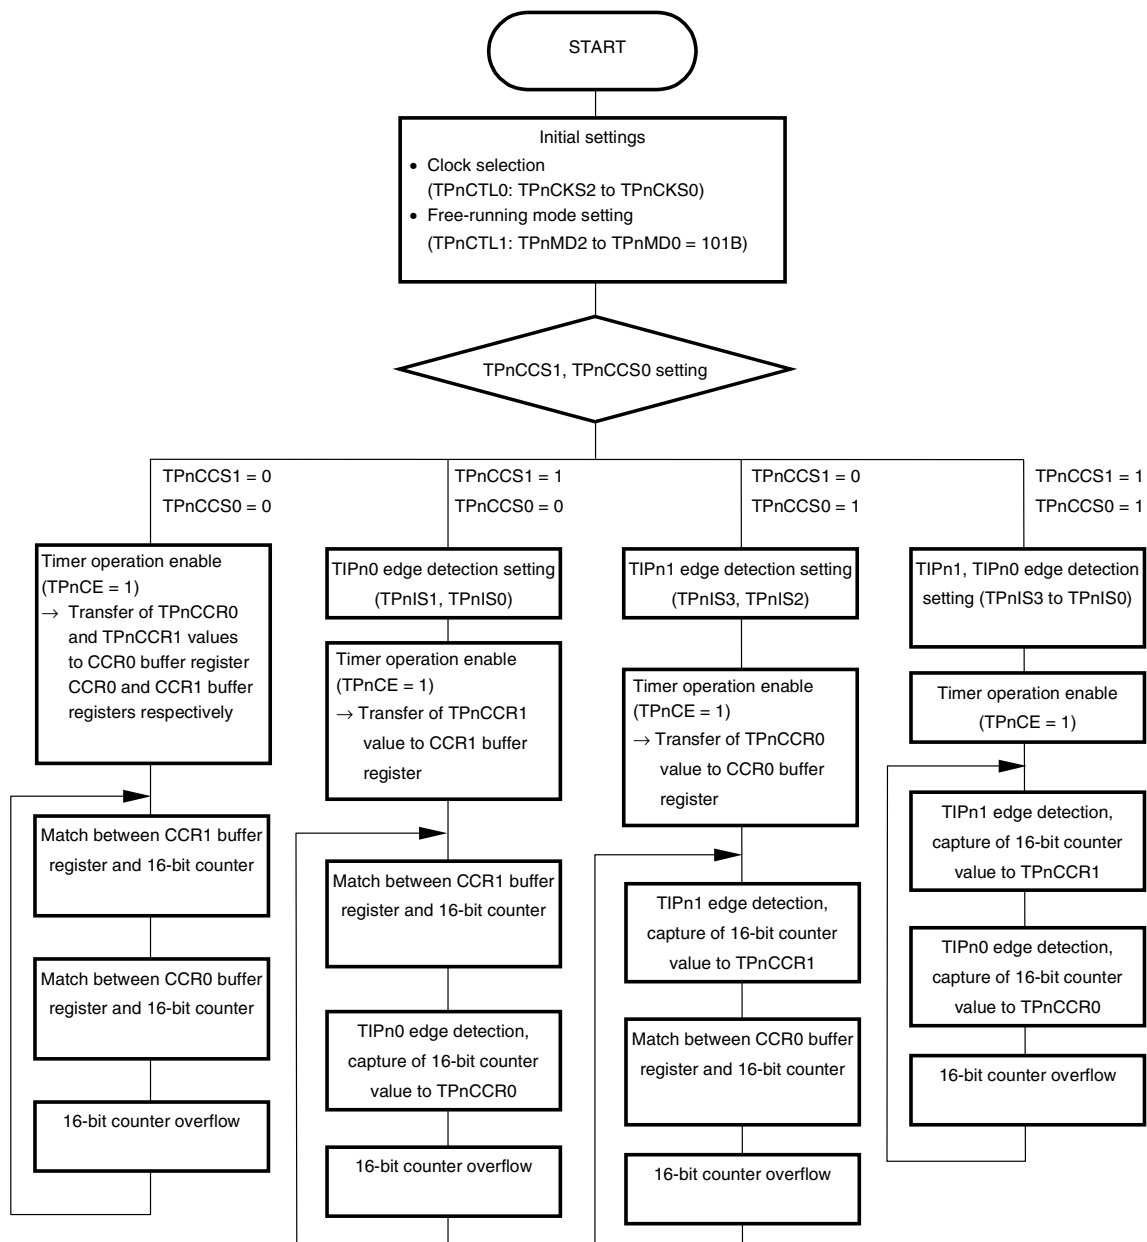 START
Initial settings
• Clock selection
(TPnCTL0: TPnCKS2 to TPnCKS0)
• Free-running mode setting
(TPnCTL1: TPnMD2 to TPnMD0 = 101B)
TPnCCS1, TPnCCS0 setting
TPnCCS1 = 0
TPnCCS0 = 0
TPnCCS1 = 1
TPnCCS0 = 0
TPnCCS1 = 0
TPnCCS0 = 1
TPnCCS1 = 1
TPnCCS0 = 1
Timer operation enable
(TPnCE = 1)
→ Transfer of TPnCCR0
and TPnCCR1 values
to CCR0 buffer register
CCR0 and CCR1 buffer
registers respectively
Match between CCR1 buffer
register and 16-bit counter
Match between CCR0 buffer
register and 16-bit counter
16-bit counter overflow
TIPn0 edge detection setting
(TPnIS1, TPnIS0)
Timer operation enable
(TPnCE = 1)
→ Transfer of TPnCCR1
value to CCR1 buffer
register
Match between CCR1 buffer
register and 16-bit counter
TIPn0 edge detection,
capture of 16-bit counter
value to TPnCCR0
16-bit counter overflow
TIPn1 edge detection setting
(TPnIS3, TPnIS2)
Timer operation enable
(TPnCE = 1)
→ Transfer of TPnCCR0
value to CCR0 buffer
register
TIPn1 edge detection,
capture of 16-bit counter
value to TPnCCR1
Match between CCR0 buffer
register and 16-bit counter
16-bit counter overflow
TIPn1, TIPn0 edge detection
setting (TPnIS3 to TPnIS0)
Timer operation enable
(TPnCE = 1)
TIPn1 edge detection,
capture of 16-bit counter
value to TPnCCR1
TIPn0 edge detection,
capture of 16-bit counter
value to TPnCCR0
16-bit counter overflow